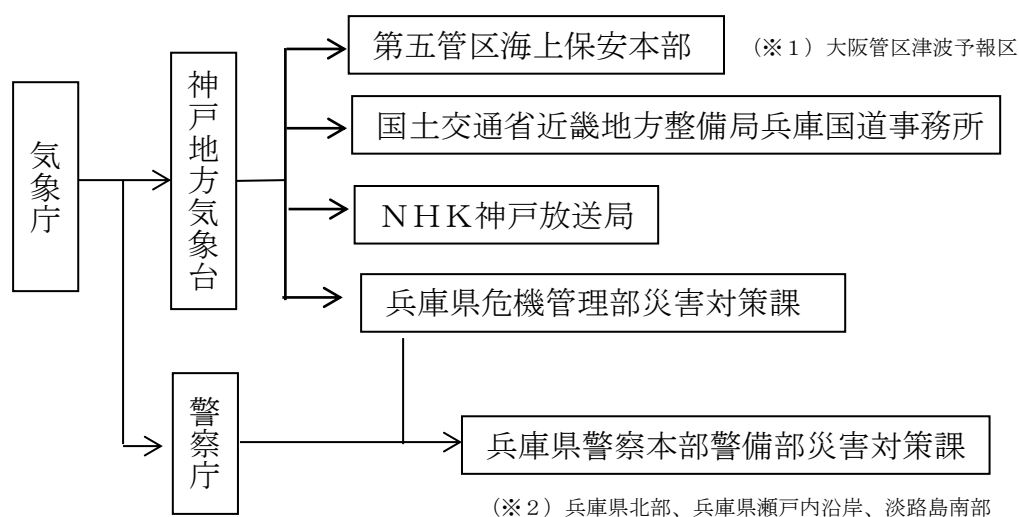 気象庁
神戸地方気象台
第五管区海上保安本部
（※１）大阪管区津波予報区
国土交通省近畿地方整備局兵庫国道事務所
ＮＨＫ神戸放送局
兵庫県危機管理部災害対策課
警察庁
兵庫県警察本部警備部災害対策課
（※２）兵庫県北部、兵庫県瀬戸内沿岸、淡路島南部